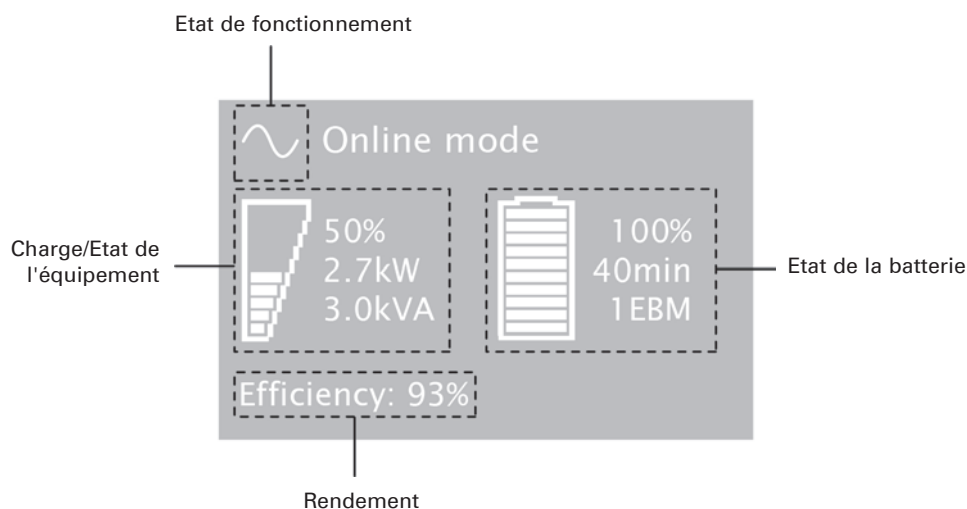 Etat de fonctionnement
Online mode
Charge/Etat de
l'équipement
50%
2.7kW
3.0kVA
100%
40min
1EBM
Etat de la batterie
Efficiency: 93%
Rendement